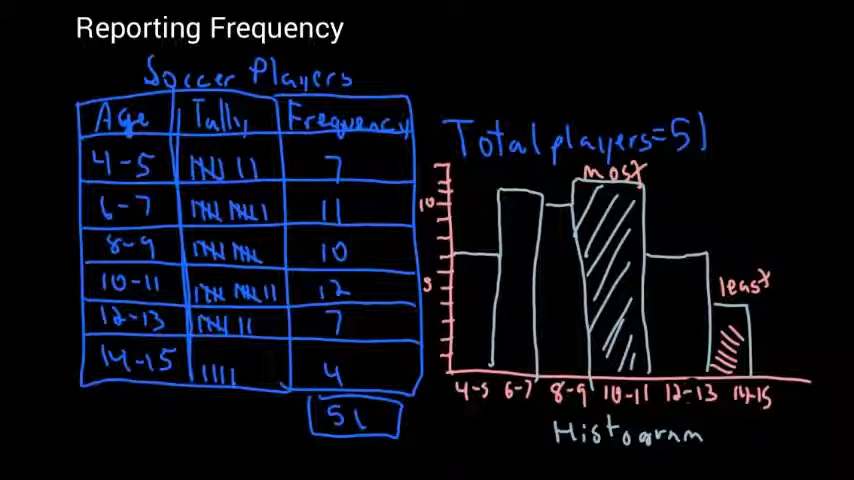 Reporting Frequency
Soccer Players
Age Tally Frequency
4-5 7
6-7 11
8-9 10
10-11 12
12-13 7
14-15 4
51
Total players=51
most
10
least
5
4-5 6-7 8-9 10-11 12-13 14-15
Histogram